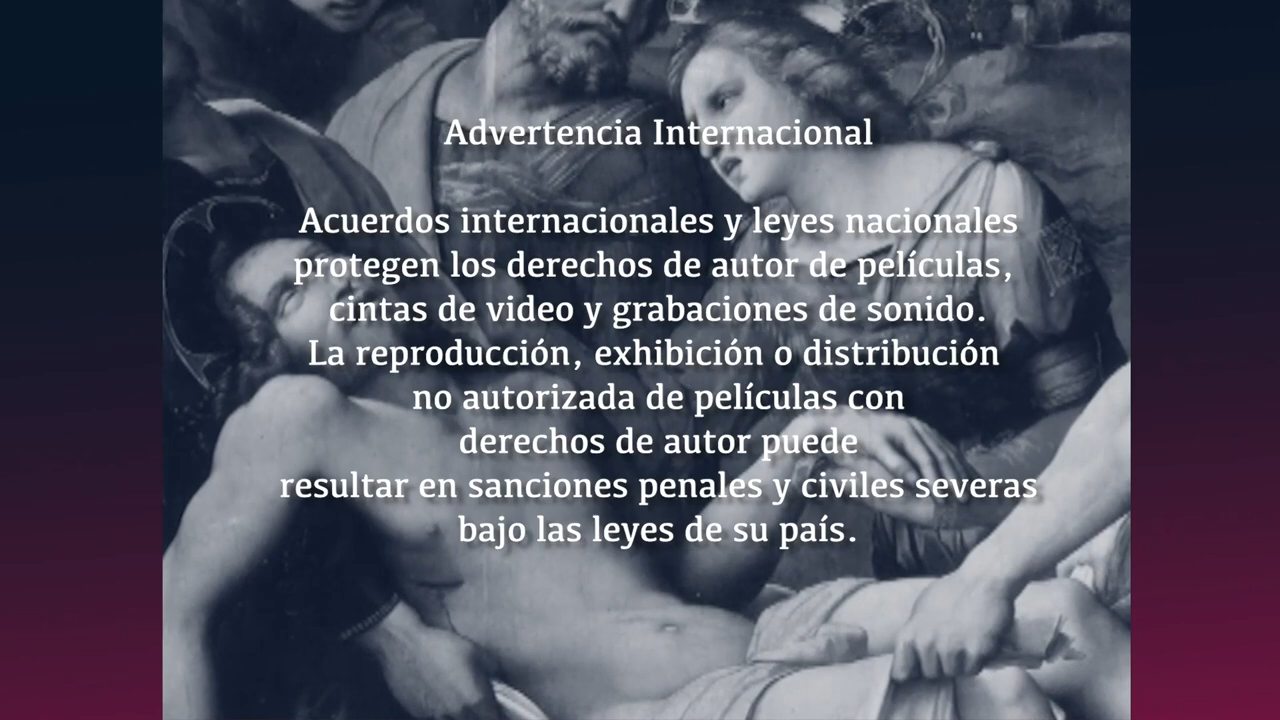 Advertencia Internacional
Acuerdos internacionales y leyes nacionales
protegen los derechos de autor de películas,
cintas de video y grabaciones de sonido.
La reproducción, exhibición o distribución
no autorizada de películas con
derechos de autor puede
resultar en sanciones penales y civiles severas
bajo las leyes de su país.